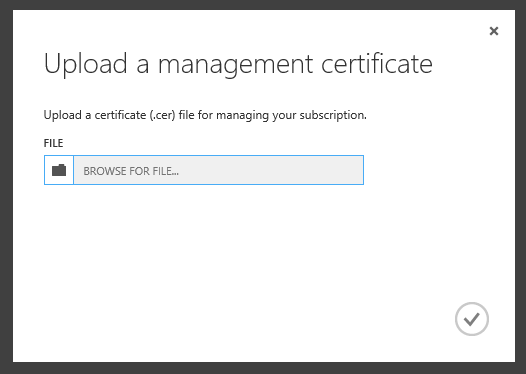 Upload a management certificate
Upload a certificate (.cer) file for managing your subscription.
FILE
BROWSE FOR FILE...